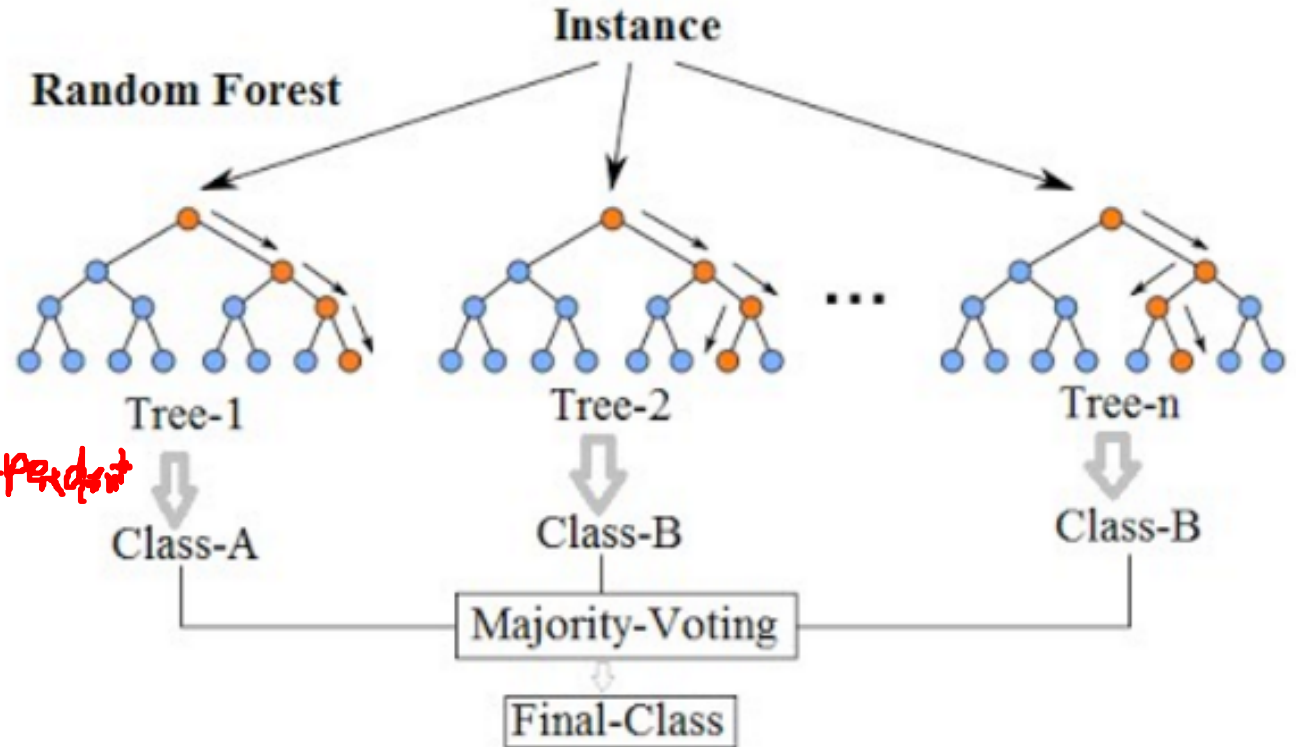 Instance
Random Forest
...
Tree-1
Tree-2
Tree-n
Class-A
Class-B
Class-B
Majority-Voting
Final-Class